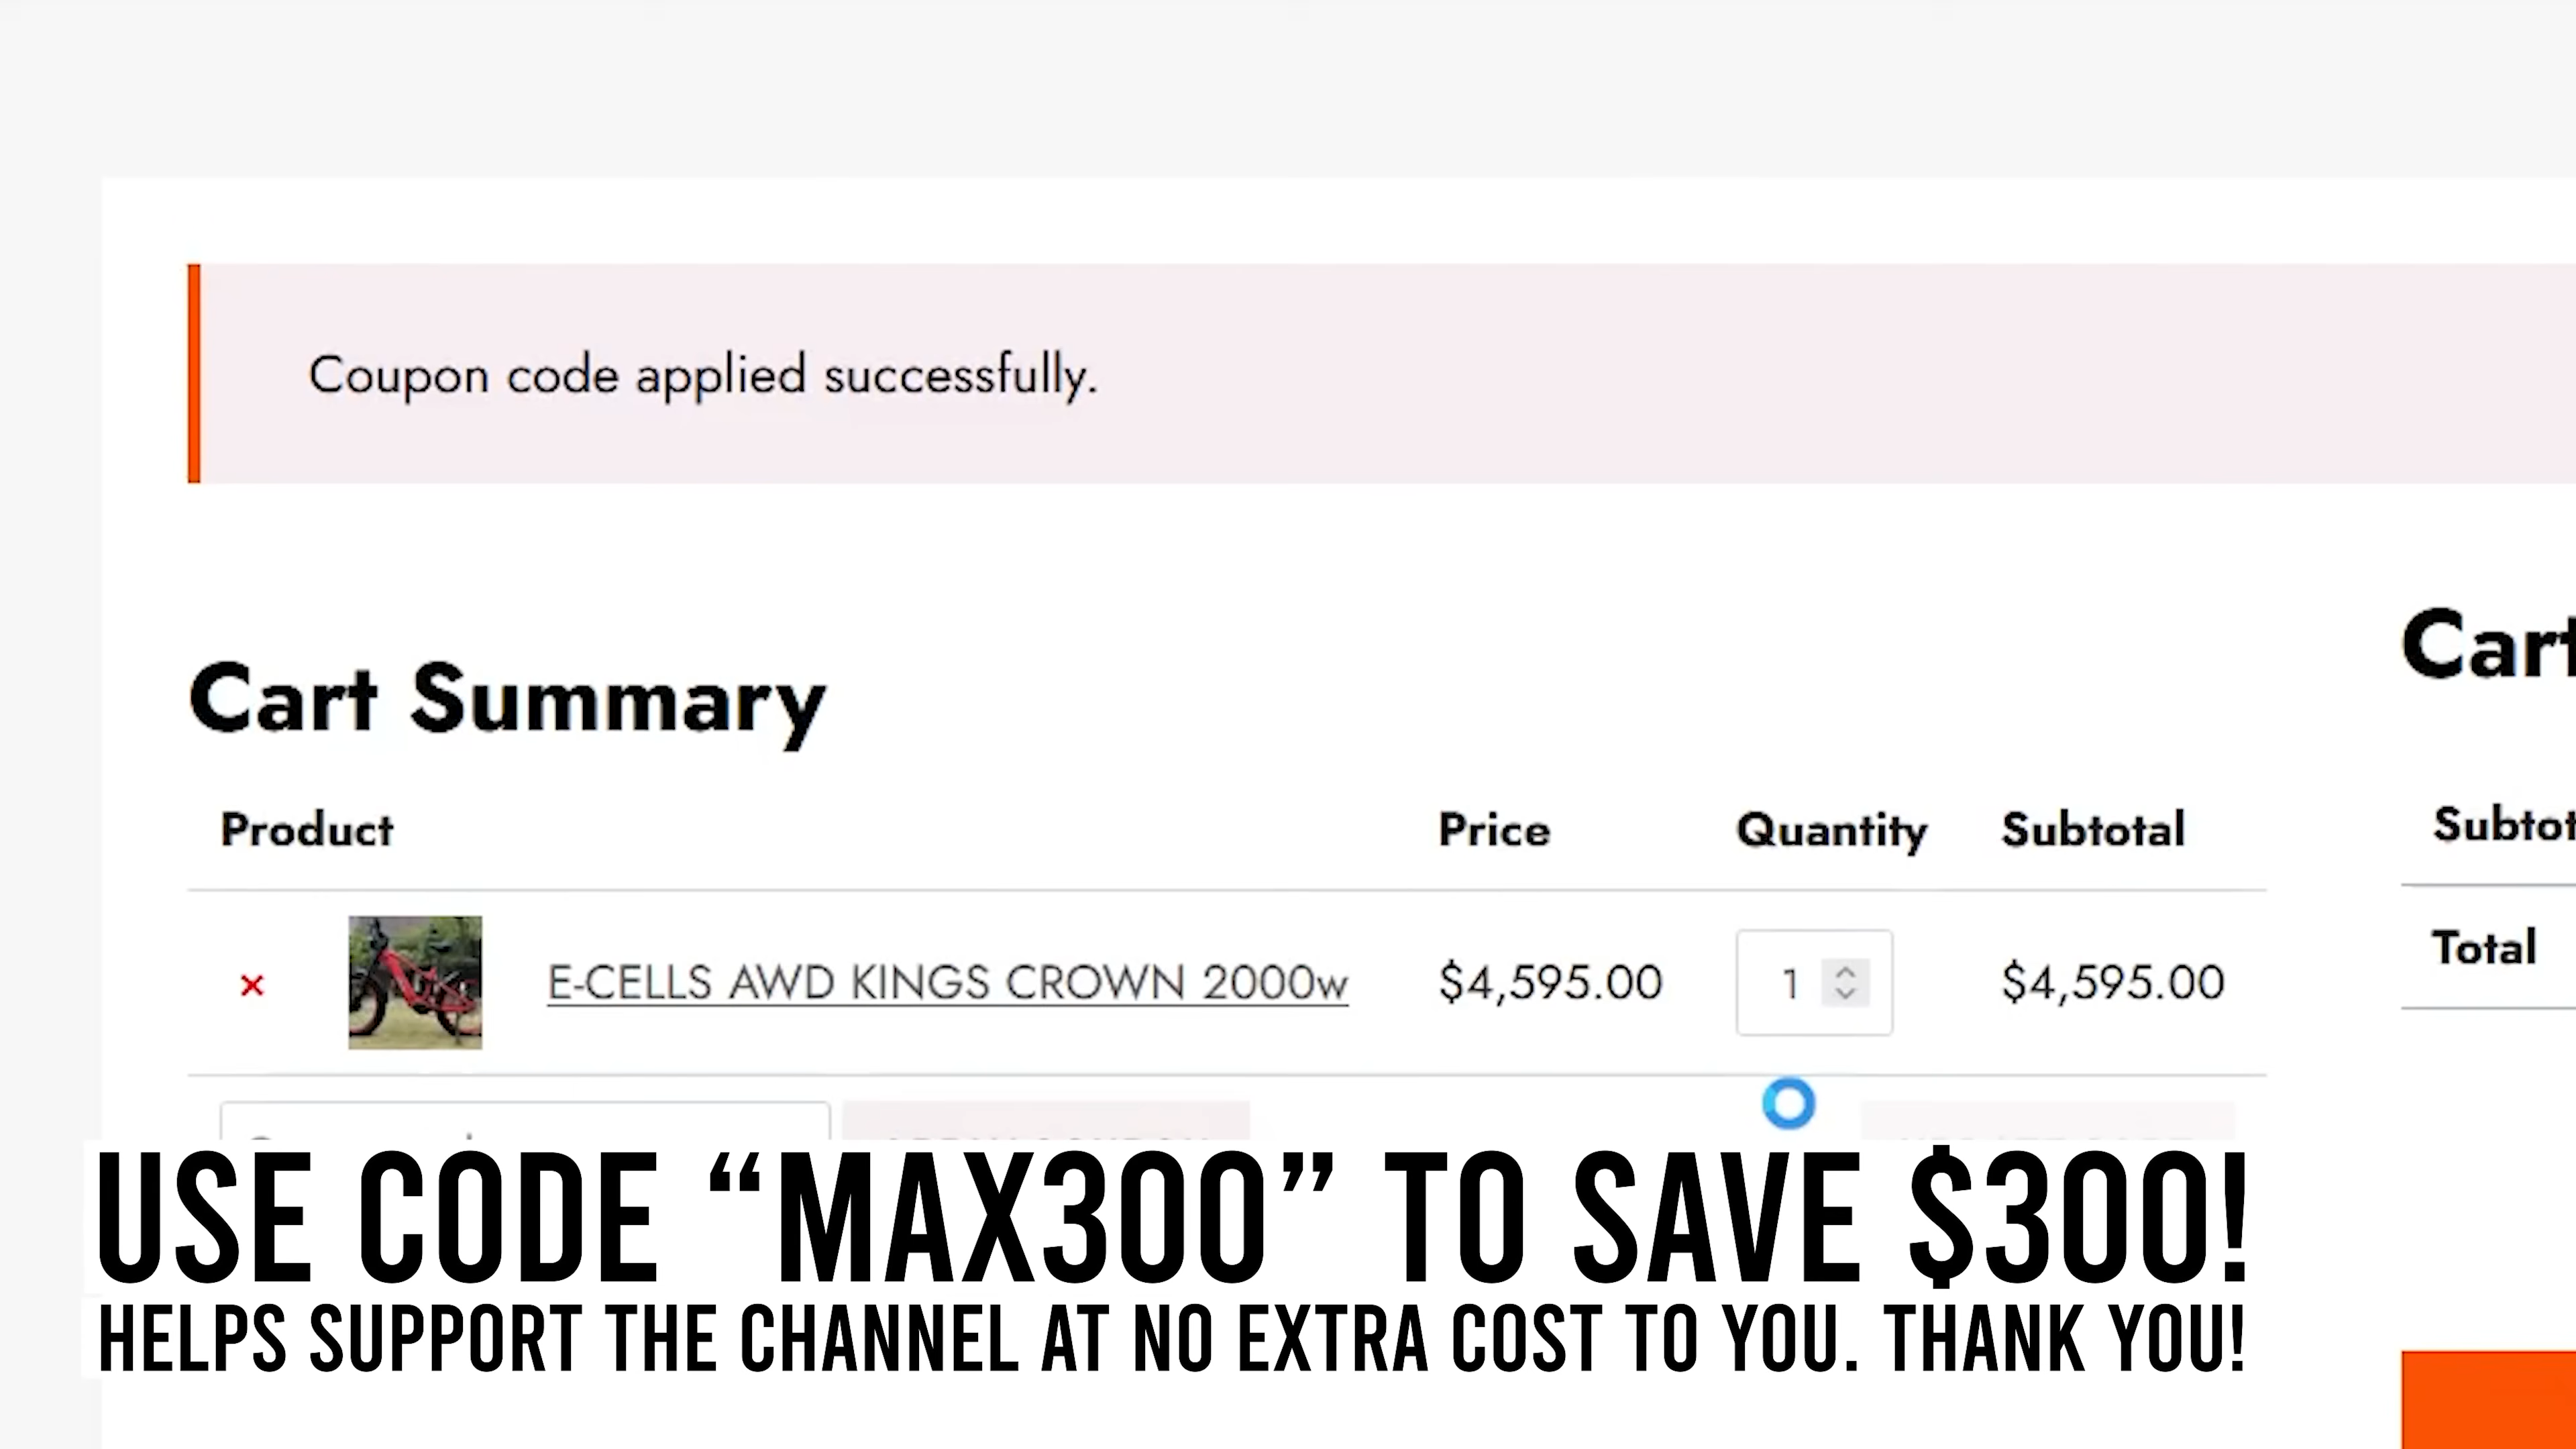 Coupon code applied successfully.
Cart Summary
Product Price Quantity Subtotal
E-CELLS AWD KINGS CROWN 2000w $4,595.00 1 $4,595.00
Cart
Subtot
Total
USE CODE “MAX300” TO SAVE $300!
HELPS SUPPORT THE CHANNEL AT NO EXTRA COST TO YOU. THANK YOU!